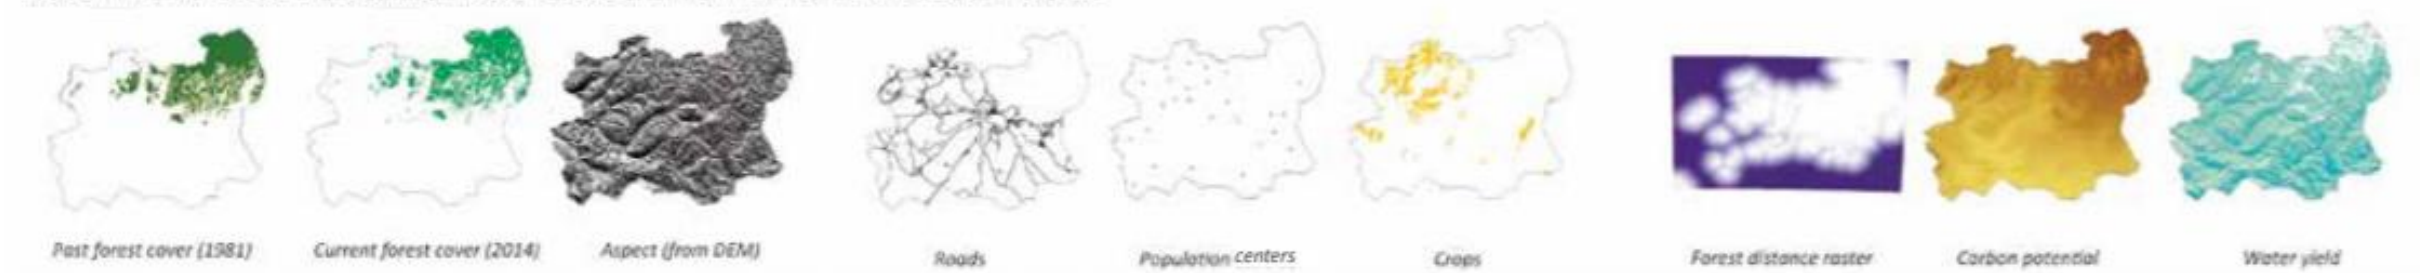 Past forest cover (1981)
Current forest cover (2014)
Aspect (from DEM)
Roads
Population centers
Crops
Forest distance raster
Carbon potential
Water yield